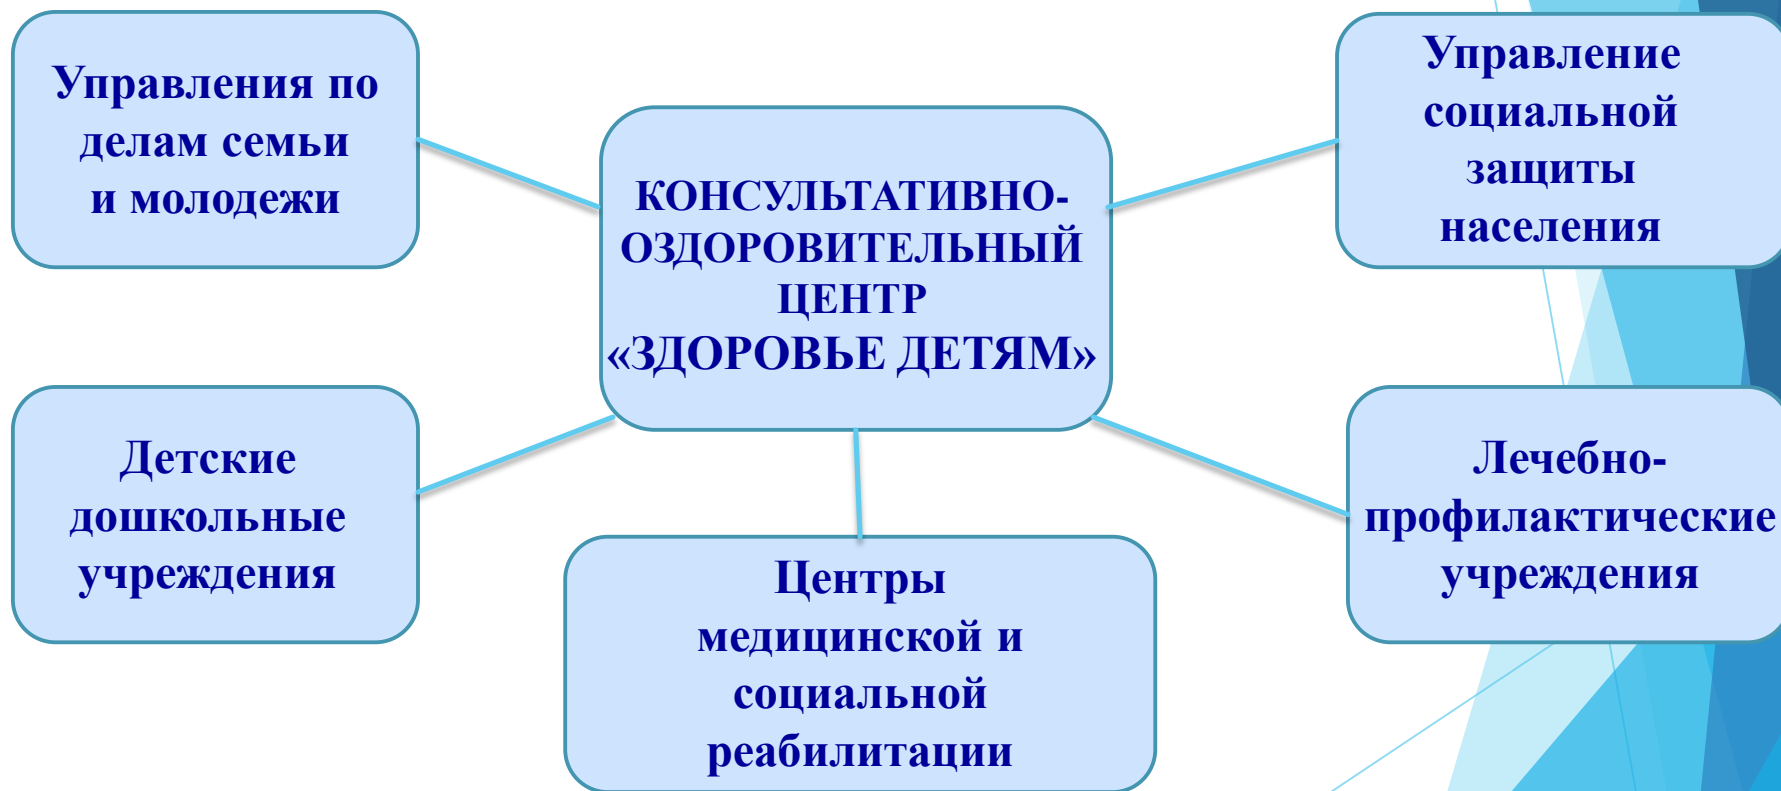 Управления по
делам семьи
и молодежи
КОНСУЛЬТАТИВНО-
ОЗДОРОВИТЕЛЬНЫЙ
ЦЕНТР
«ЗДОРОВЬЕ ДЕТЯМ»
Управление
социальной
защиты
населения
Детские
дошкольные
учреждения
Центры
медицинской и
социальной
реабилитации
Лечебно-
профилактические
учреждения